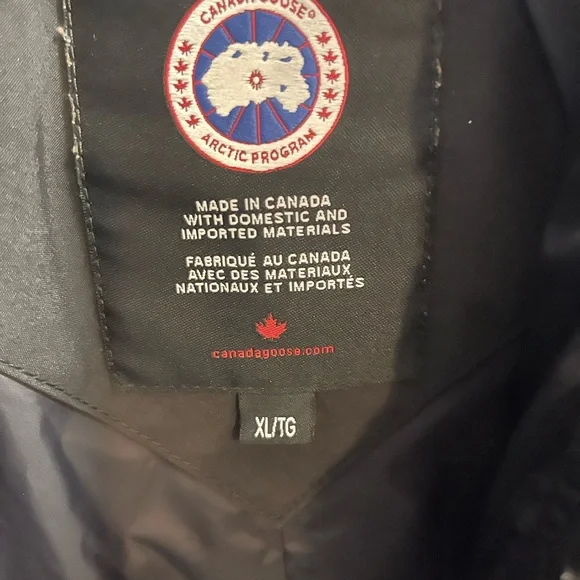 CANADA GOOSE®
ARCTIC PROGRAM
MADE IN CANADA
WITH DOMESTIC AND
IMPORTED MATERIALS
FABRIQUÉ AU CANADA
AVEC DES MATERIAUX
NATIONAUX ET IMPORTÉS
canadagoose.com
XL/TG